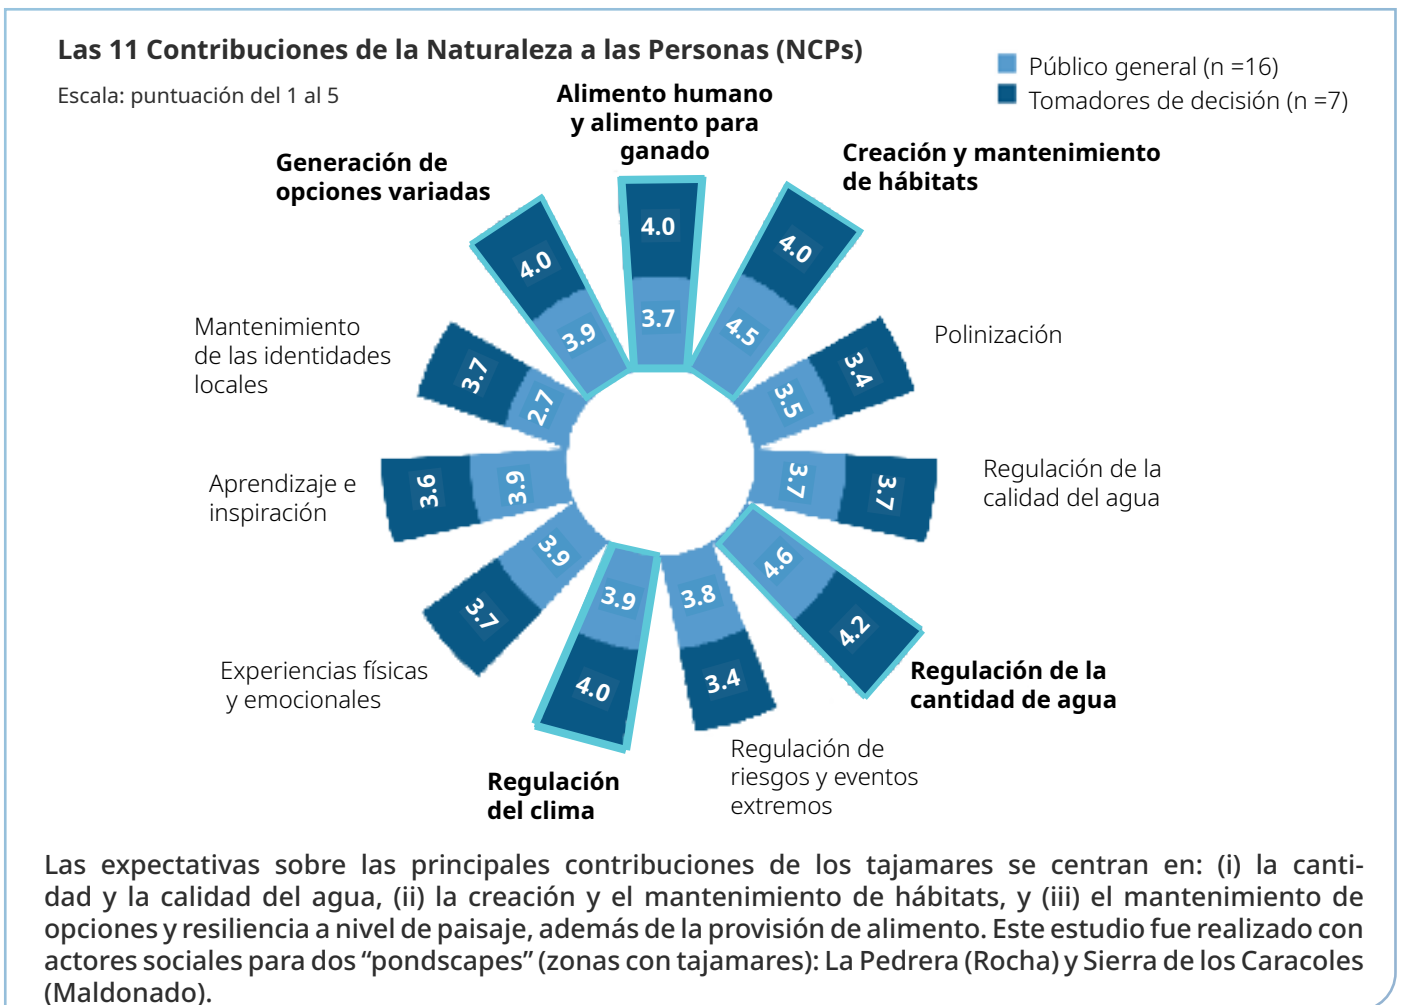 Las 11 Contribuciones de la Naturaleza a las Personas (NCPs)
Escala: puntuación del 1 al 5
Público general (n =16)
Tomadores de decisión (n =7)
Alimento humano
y alimento para
ganado
4.0
3.7
Creación y mantenimiento
de hábitats
4.0
4.5
Polinización
3.4
3.5
Regulación de la
calidad del agua
3.7
3.7
Regulación de la
cantidad de agua
4.6
4.2
Regulación de
riesgos y eventos
extremos
3.8
3.4
Regulación
del clima
3.9
4.0
Experiencias físicas
y emocionales
3.9
3.7
Aprendizaje e
inspiración
3.6
3.9
Mantenimiento
de las identidades
locales
3.7
2.7
Generación de
opciones variadas
4.0
3.9
Las expectativas sobre las principales contribuciones de los tajamares se centran en: (i) la canti-
dad y la calidad del agua, (ii) la creación y el mantenimiento de hábitats, y (iii) el mantenimiento de
opciones y resiliencia a nivel de paisaje, además de la provisión de alimento. Este estudio fue realizado con
actores sociales para dos “pondscapes” (zonas con tajamares): La Pedrera (Rocha) y Sierra de los Caracoles
(Maldonado).